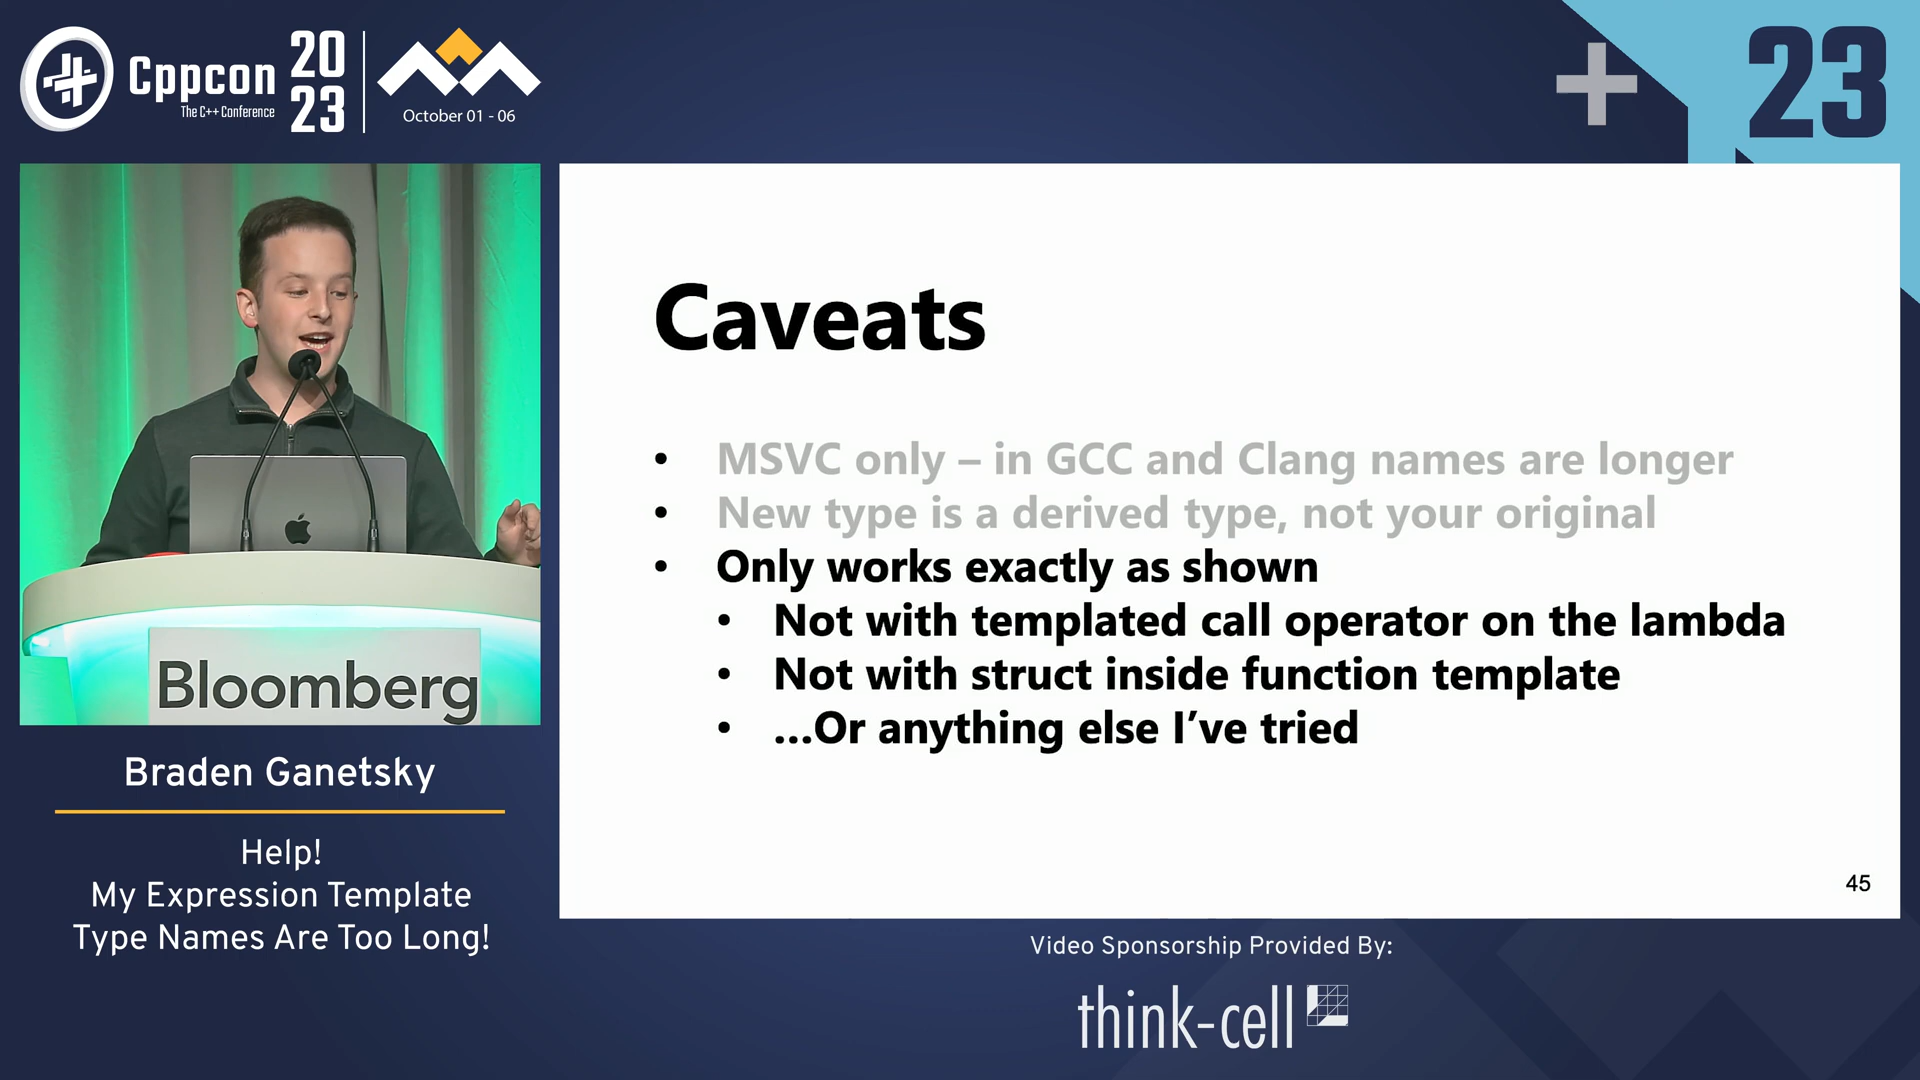 Cppcon
The C++ Conference
20
23
October 01 - 06
23
Caveats
• MSVC only – in GCC and Clang names are longer
• New type is a derived type, not your original
• Only works exactly as shown
• Not with templated call operator on the lambda
• Not with struct inside function template
• ...Or anything else I’ve tried
45
Bloomberg
Braden Ganetsky
Help!
My Expression Template
Type Names Are Too Long!
Video Sponsorship Provided By:
think-cell